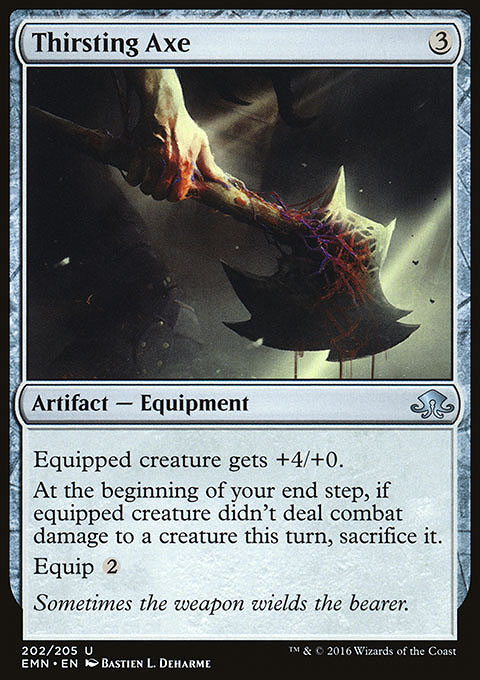 Thirsting Axe 3
Artifact — Equipment
Equipped creature gets +4/+0.
At the beginning of your end step, if
equipped creature didn't deal combat
damage to a creature this turn, sacrifice it.
Equip 2
Sometimes the weapon wields the bearer.
202/205 U
EMN • EN Bastien L. Deharme
™ & © 2016 Wizards of the Coast